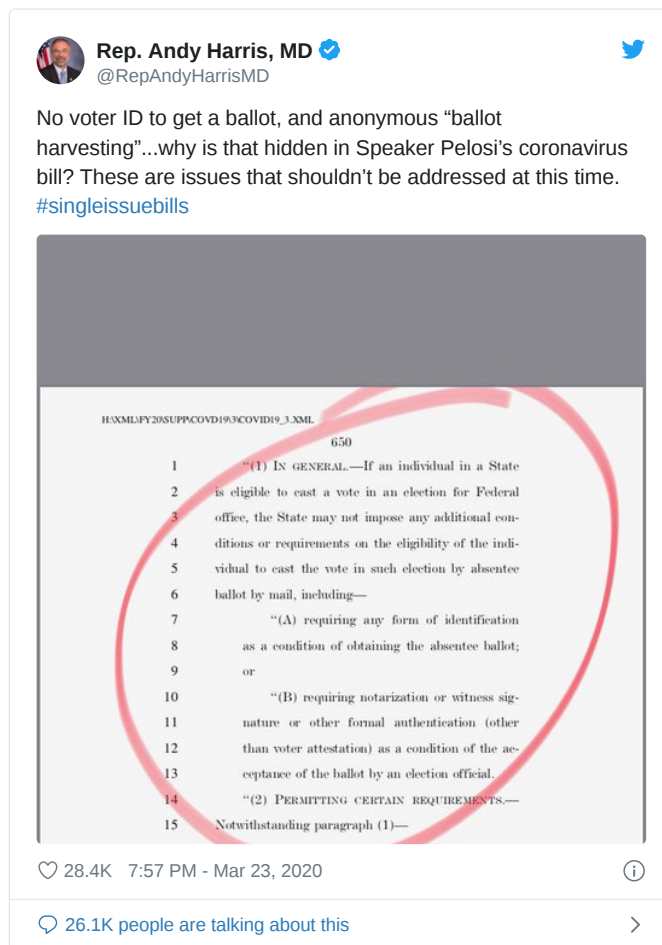 Rep. Andy Harris, MD
@RepAndyHarrisMD
No voter ID to get a ballot, and anonymous “ballot
harvesting”...why is that hidden in Speaker Pelosi’s coronavirus
bill? These are issues that shouldn’t be addressed at this time.
#singleissuebills
H:\XML\FY20\SUPP\COVD19\3\COVID19_3.XML
650
1 “(1) IN GENERAL.—If an individual in a State
2 is eligible to cast a vote in an election for Federal
3 office, the State may not impose any additional con-
4 ditions or requirements on the eligibility of the indi-
5 vidual to cast the vote in such election by absentee
6 ballot by mail, including—
7 “(A) requiring any form of identification
8 as a condition of obtaining the absentee ballot;
9 or
10 “(B) requiring notarization or witness sig-
11 nature or other formal authentication (other
12 than voter attestation) as a condition of the ac-
13 ceptance of the ballot by an election official.
14 “(2) PERMITTING CERTAIN REQUIREMENTS.—
15 Notwithstanding paragraph (1)—
28.4K 7:57 PM - Mar 23, 2020
26.1K people are talking about this